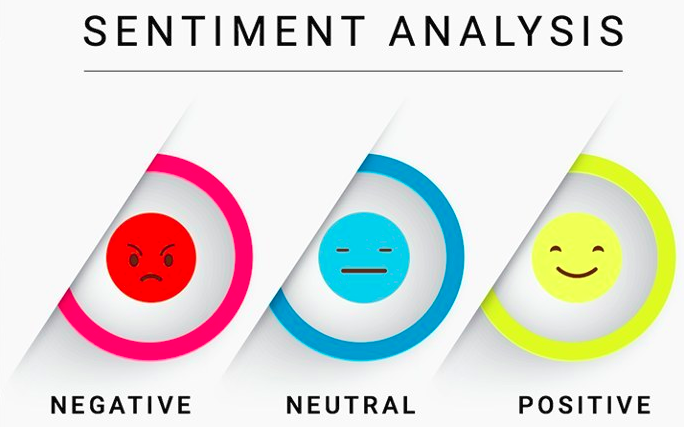 SENTIMENT ANALYSIS
NEGATIVE
NEUTRAL
POSITIVE